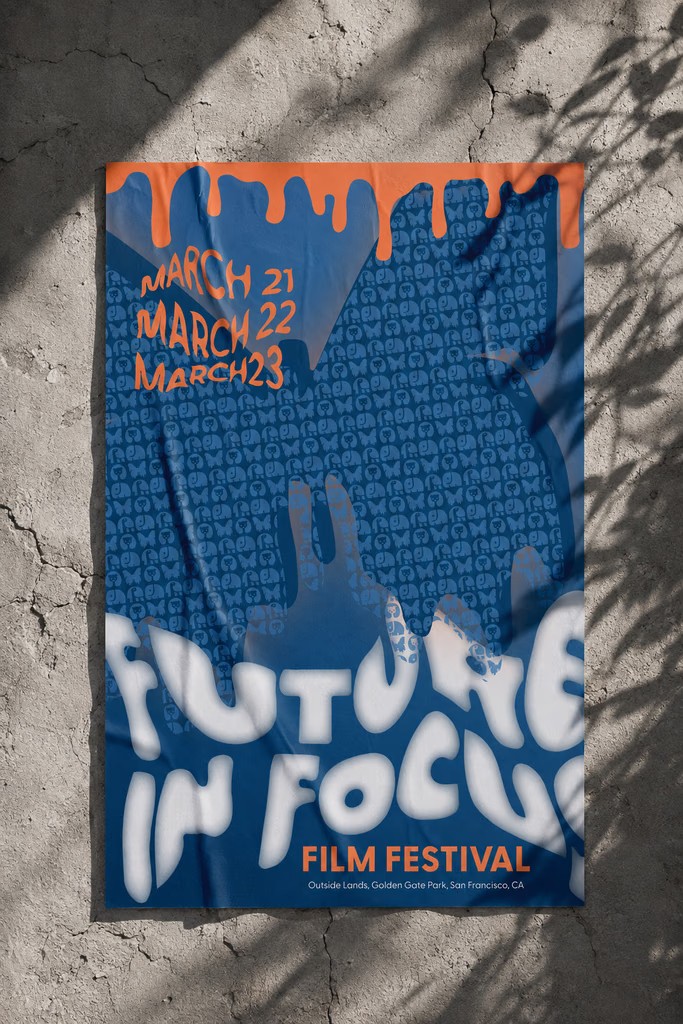 MARCH 21
MARCH 22
MARCH 23
FUTURE
IN FOCUS
FILM FESTIVAL
Outside Lands, Golden Gate Park, San Francisco, CA